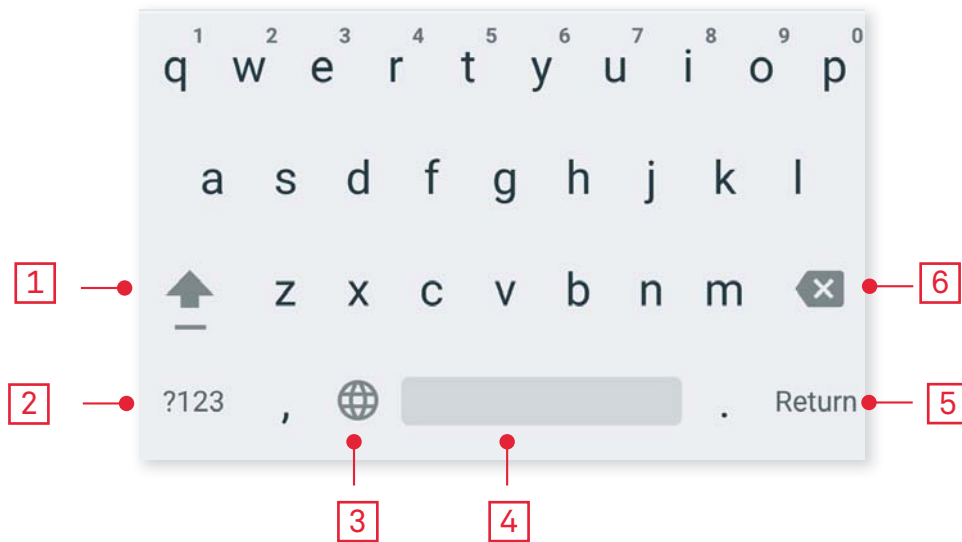 1 2 3 4 5 6 7 8 9 0
q w e r t y u i o p
a s d f g h j k l
1 z x c v b n m 6
2 ?123 , . Return 5
3 4